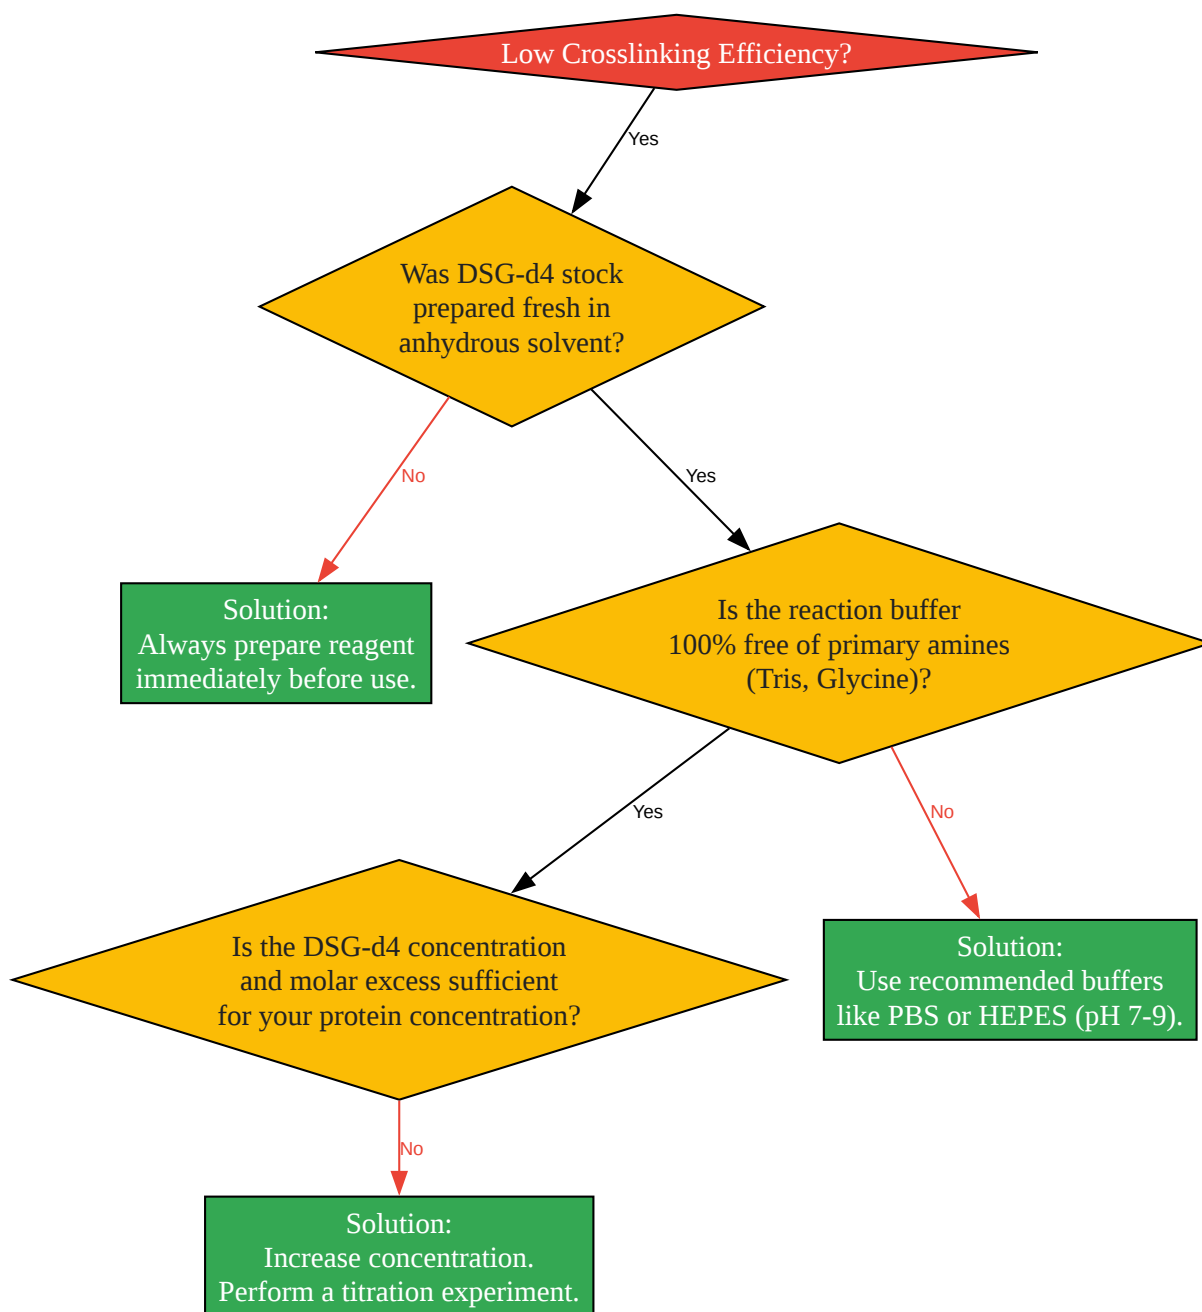 Low Crosslinking Efficiency?
Yes
Was DSG-d4 stock
prepared fresh in
anhydrous solvent?
No
Yes
Solution:
Always prepare reagent
immediately before use.
Is the reaction buffer
100% free of primary amines
(Tris, Glycine)?
Yes
No
Is the DSG-d4 concentration
and molar excess sufficient
for your protein concentration?
Solution:
Use recommended buffers
like PBS or HEPES (pH 7-9).
No
Solution:
Increase concentration.
Perform a titration experiment.